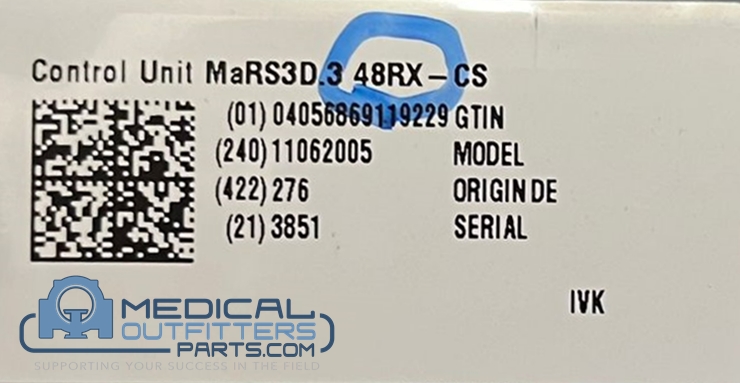 Control Unit MaRS3D.3 48RX-CS
(01) 04056869119229 GTIN
(240) 11062005 MODEL
(422) 276 ORIGIN DE
(21) 3851 SERIAL
IVK
MEDICAL
OUTFITTERS
PARTS.COM
SUPPORTING YOUR SUCCESS IN THE FIELD